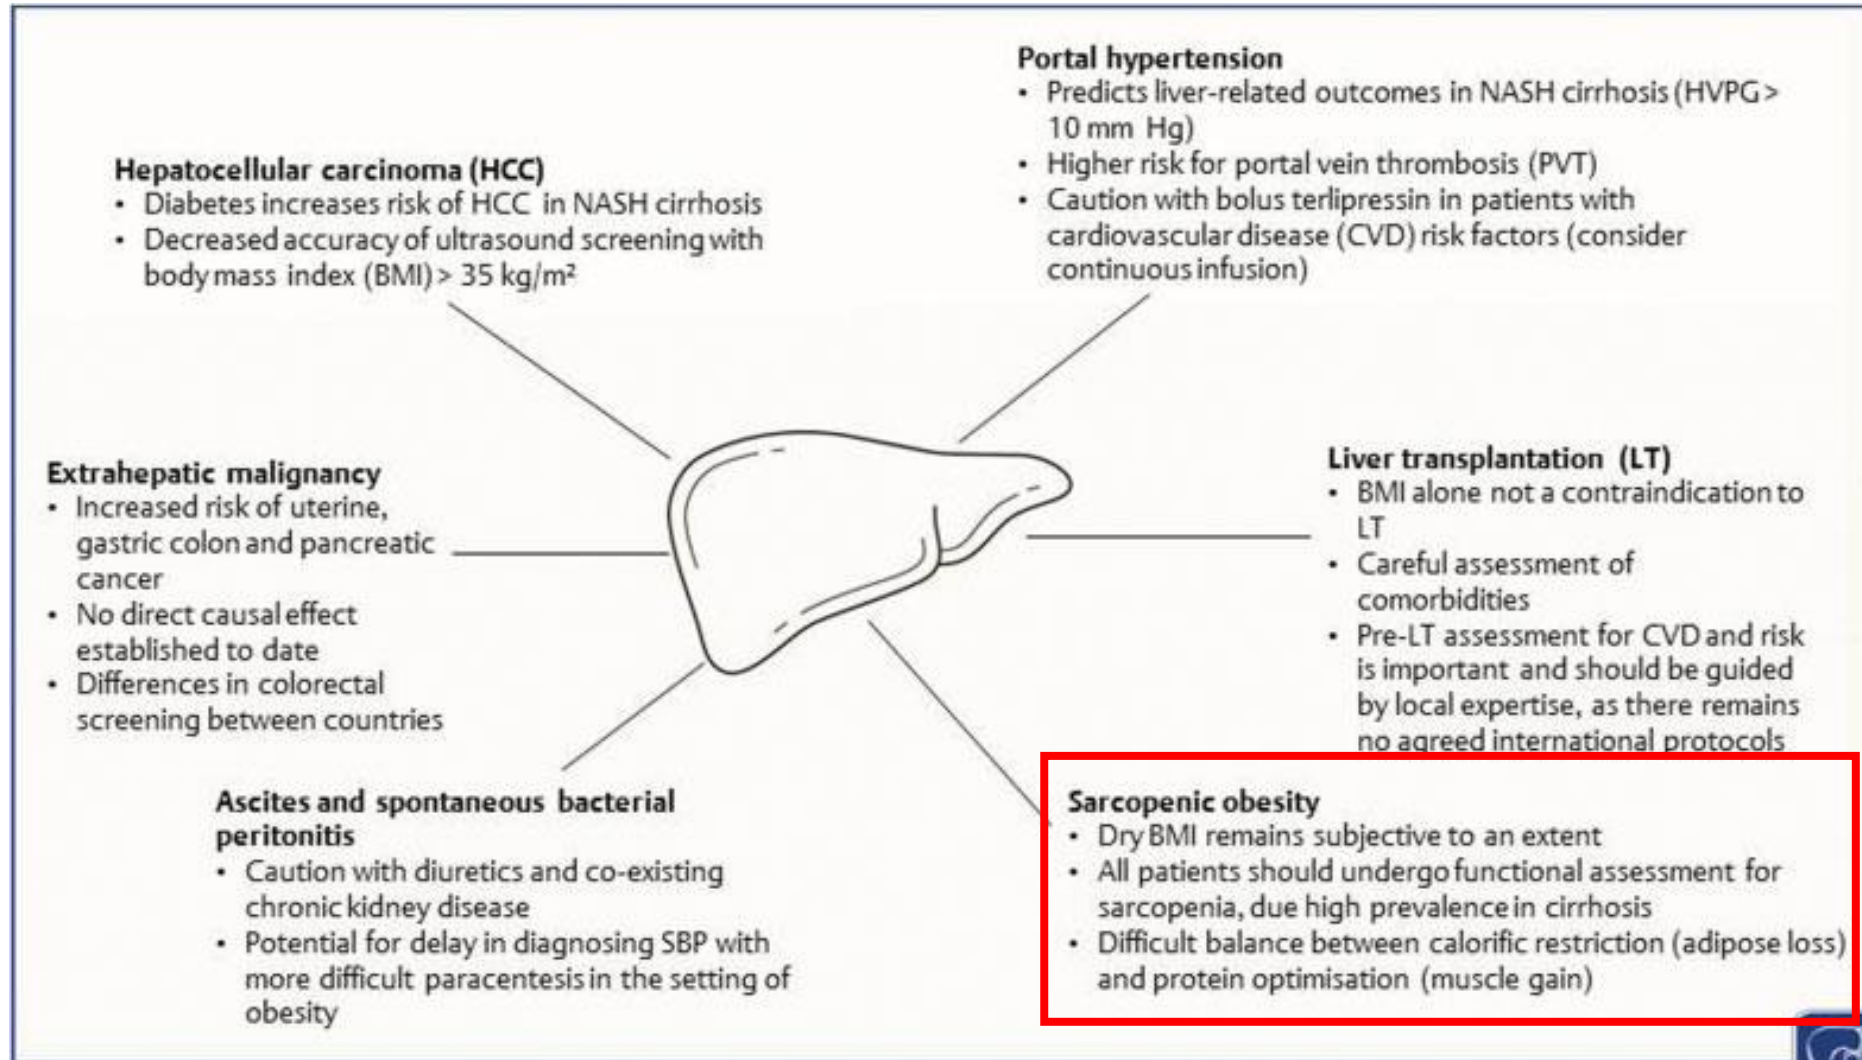 Portal hypertension
• Predicts liver-related outcomes in NASH cirrhosis (HVPG >
10 mm Hg)
• Higher risk for portal vein thrombosis (PVT)
• Caution with bolus terlipressin in patients with
cardiovascular disease (CVD) risk factors (consider
continuous infusion)
Hepatocellular carcinoma (HCC)
• Diabetes increases risk of HCC in NASH cirrhosis
• Decreased accuracy of ultrasound screening with
body mass index (BMI) > 35 kg/m²
Extrahepatic malignancy
• Increased risk of uterine,
gastric colon and pancreatic
cancer
• No direct causal effect
established to date
• Differences in colorectal
screening between countries
Liver transplantation (LT)
• BMI alone not a contraindication to
LT
• Careful assessment of
comorbidities
• Pre-LT assessment for CVD and risk
is important and should be guided
by local expertise, as there remains
no agreed international protocols
Ascites and spontaneous bacterial
peritonitis
• Caution with diuretics and co-existing
chronic kidney disease
• Potential for delay in diagnosing SBP with
more difficult paracentesis in the setting of
obesity
Sarcopenic obesity
• Dry BMI remains subjective to an extent
• All patients should undergo functional assessment for
sarcopenia, due high prevalence in cirrhosis
• Difficult balance between calorific restriction (adipose loss)
and protein optimisation (muscle gain)